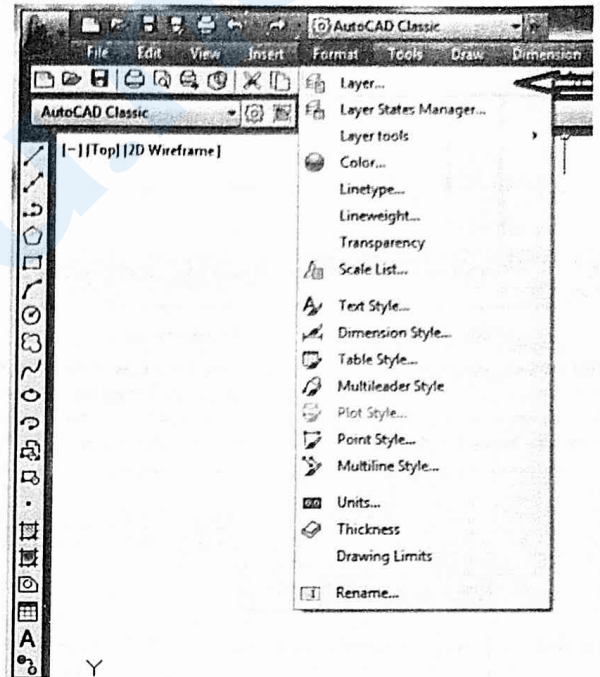 AutoCAD Classic
File Edit View Insert Format Tools Draw Dimension
AutoCAD Classic
[-] [Top] [2D Wireframe]
Layer...
Layer States Manager...
Layer tools
Color...
Linetype...
Lineweight...
Transparency
Scale List...
Text Style...
Dimension Style...
Table Style...
Multileader Style
Plot Style...
Point Style...
Multiline Style...
Units...
Thickness
Drawing Limits
Rename...
A
Y